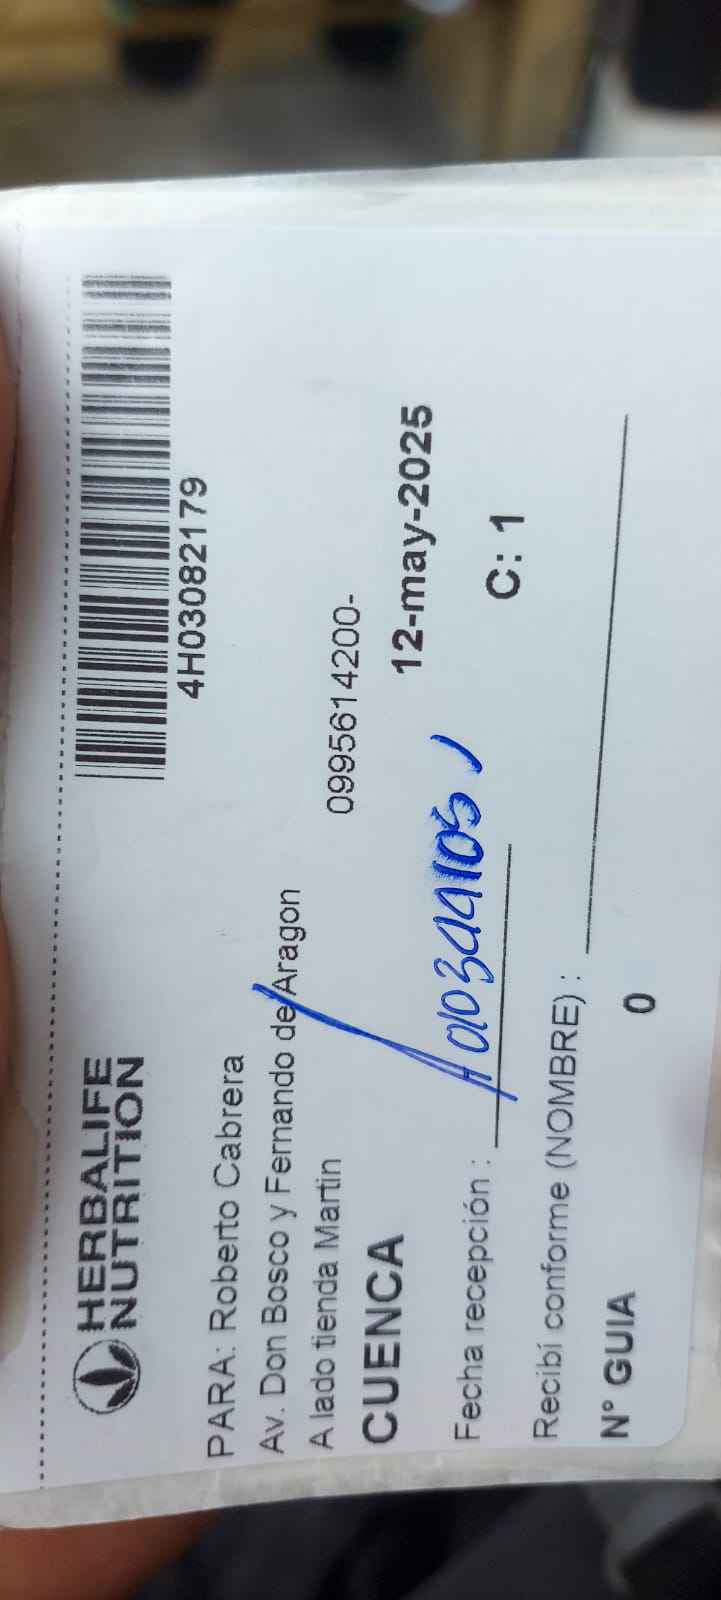 HERBALIFE
NUTRITION
4H03082179
PARA: Roberto Cabrera
Av. Don Bosco y Fernando de Aragon
A lado tienda Martin
0995614200-
CUENCA
12-may-2025
Fecha recepción :
C: 1
Recibí conforme (NOMBRE) :
N° GUIA
0